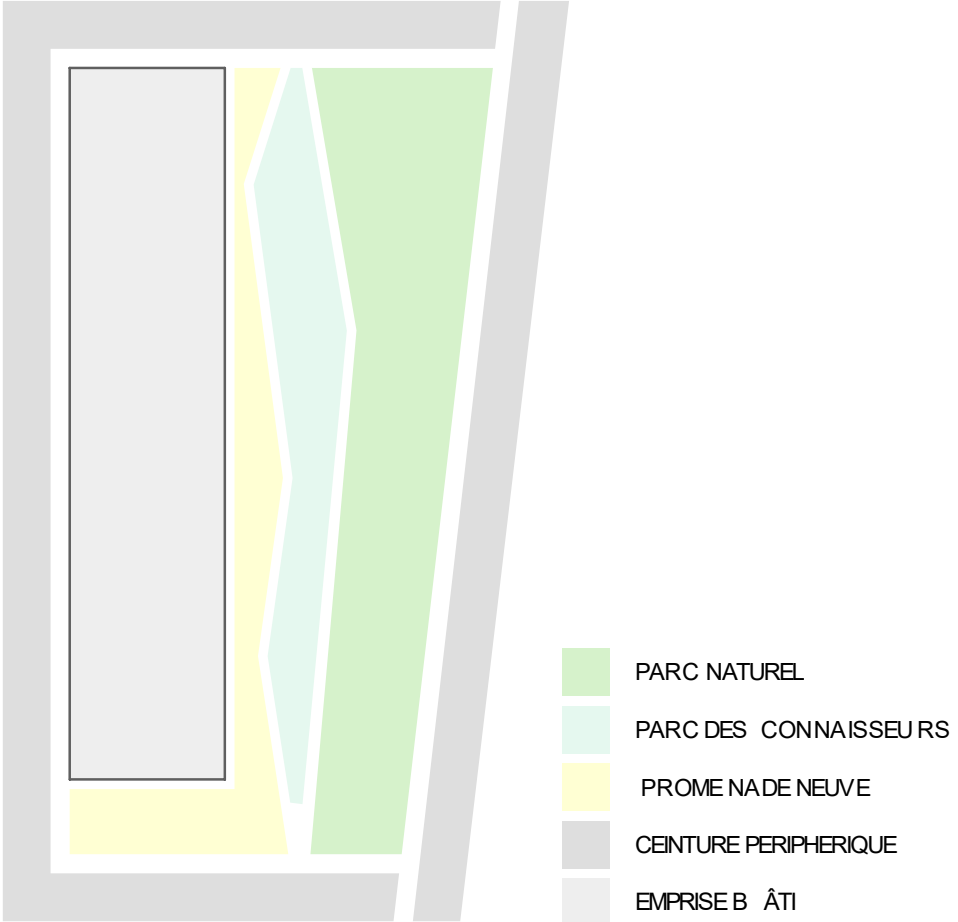 PARC NATUREL
PARC DES CONNAISSEURS
PROMENADE NEUVE
CEINTURE PERIPHERIQUE
EMPRISE BÂTI